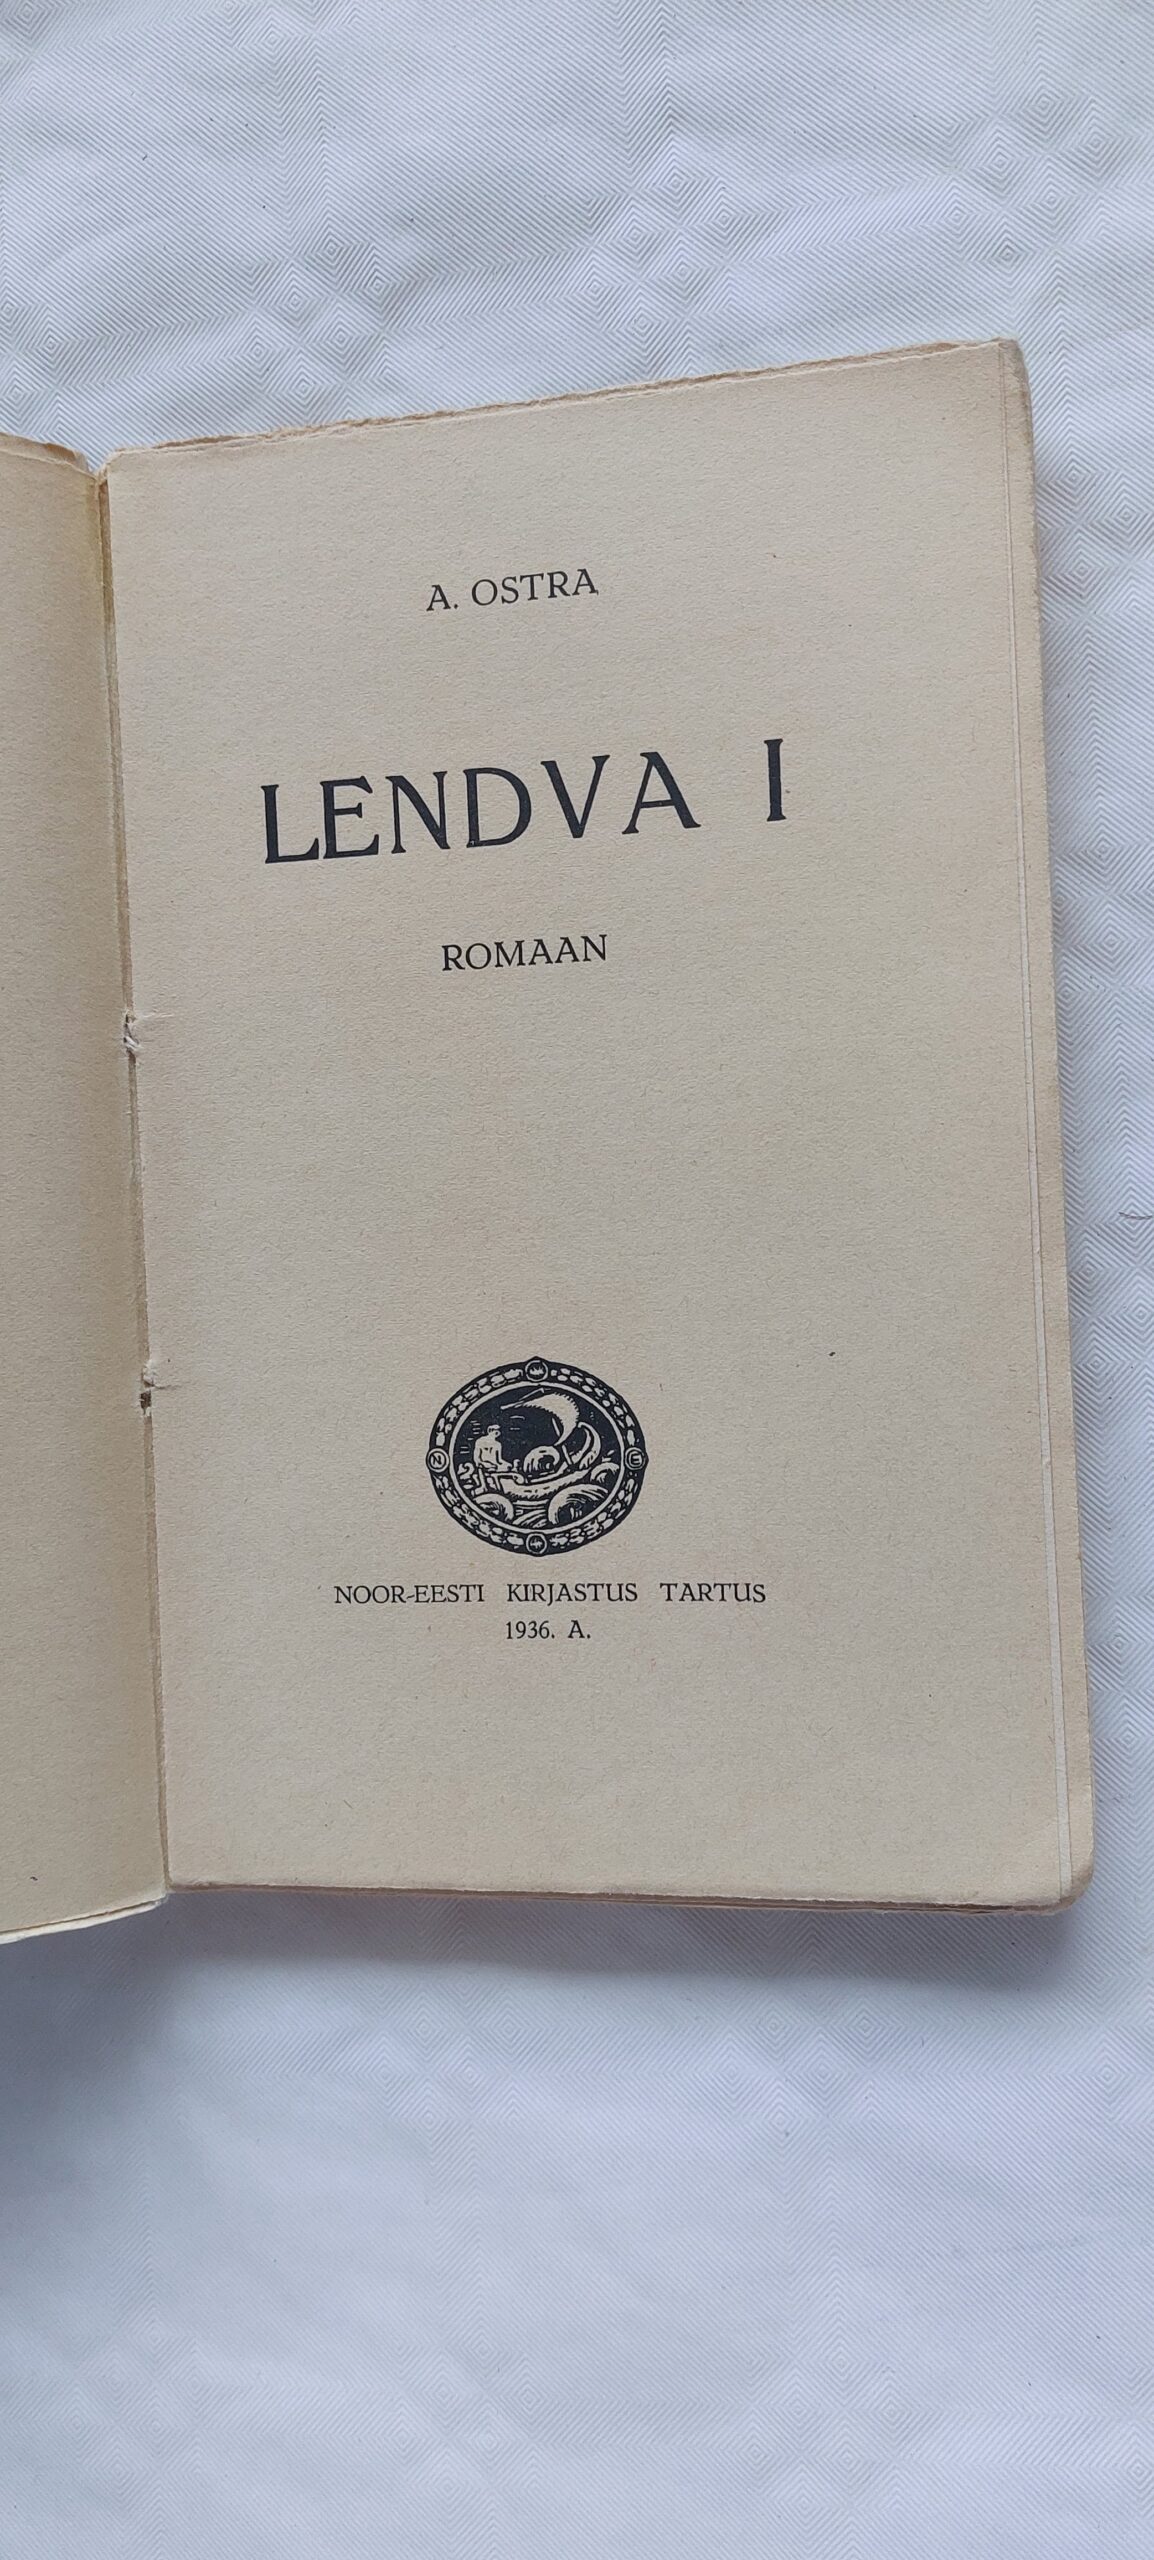 A. OSTRA
LENDVA I
ROMAAN
N E
NOOR-EESTI KIRJASTUS TARTUS
1936. A.